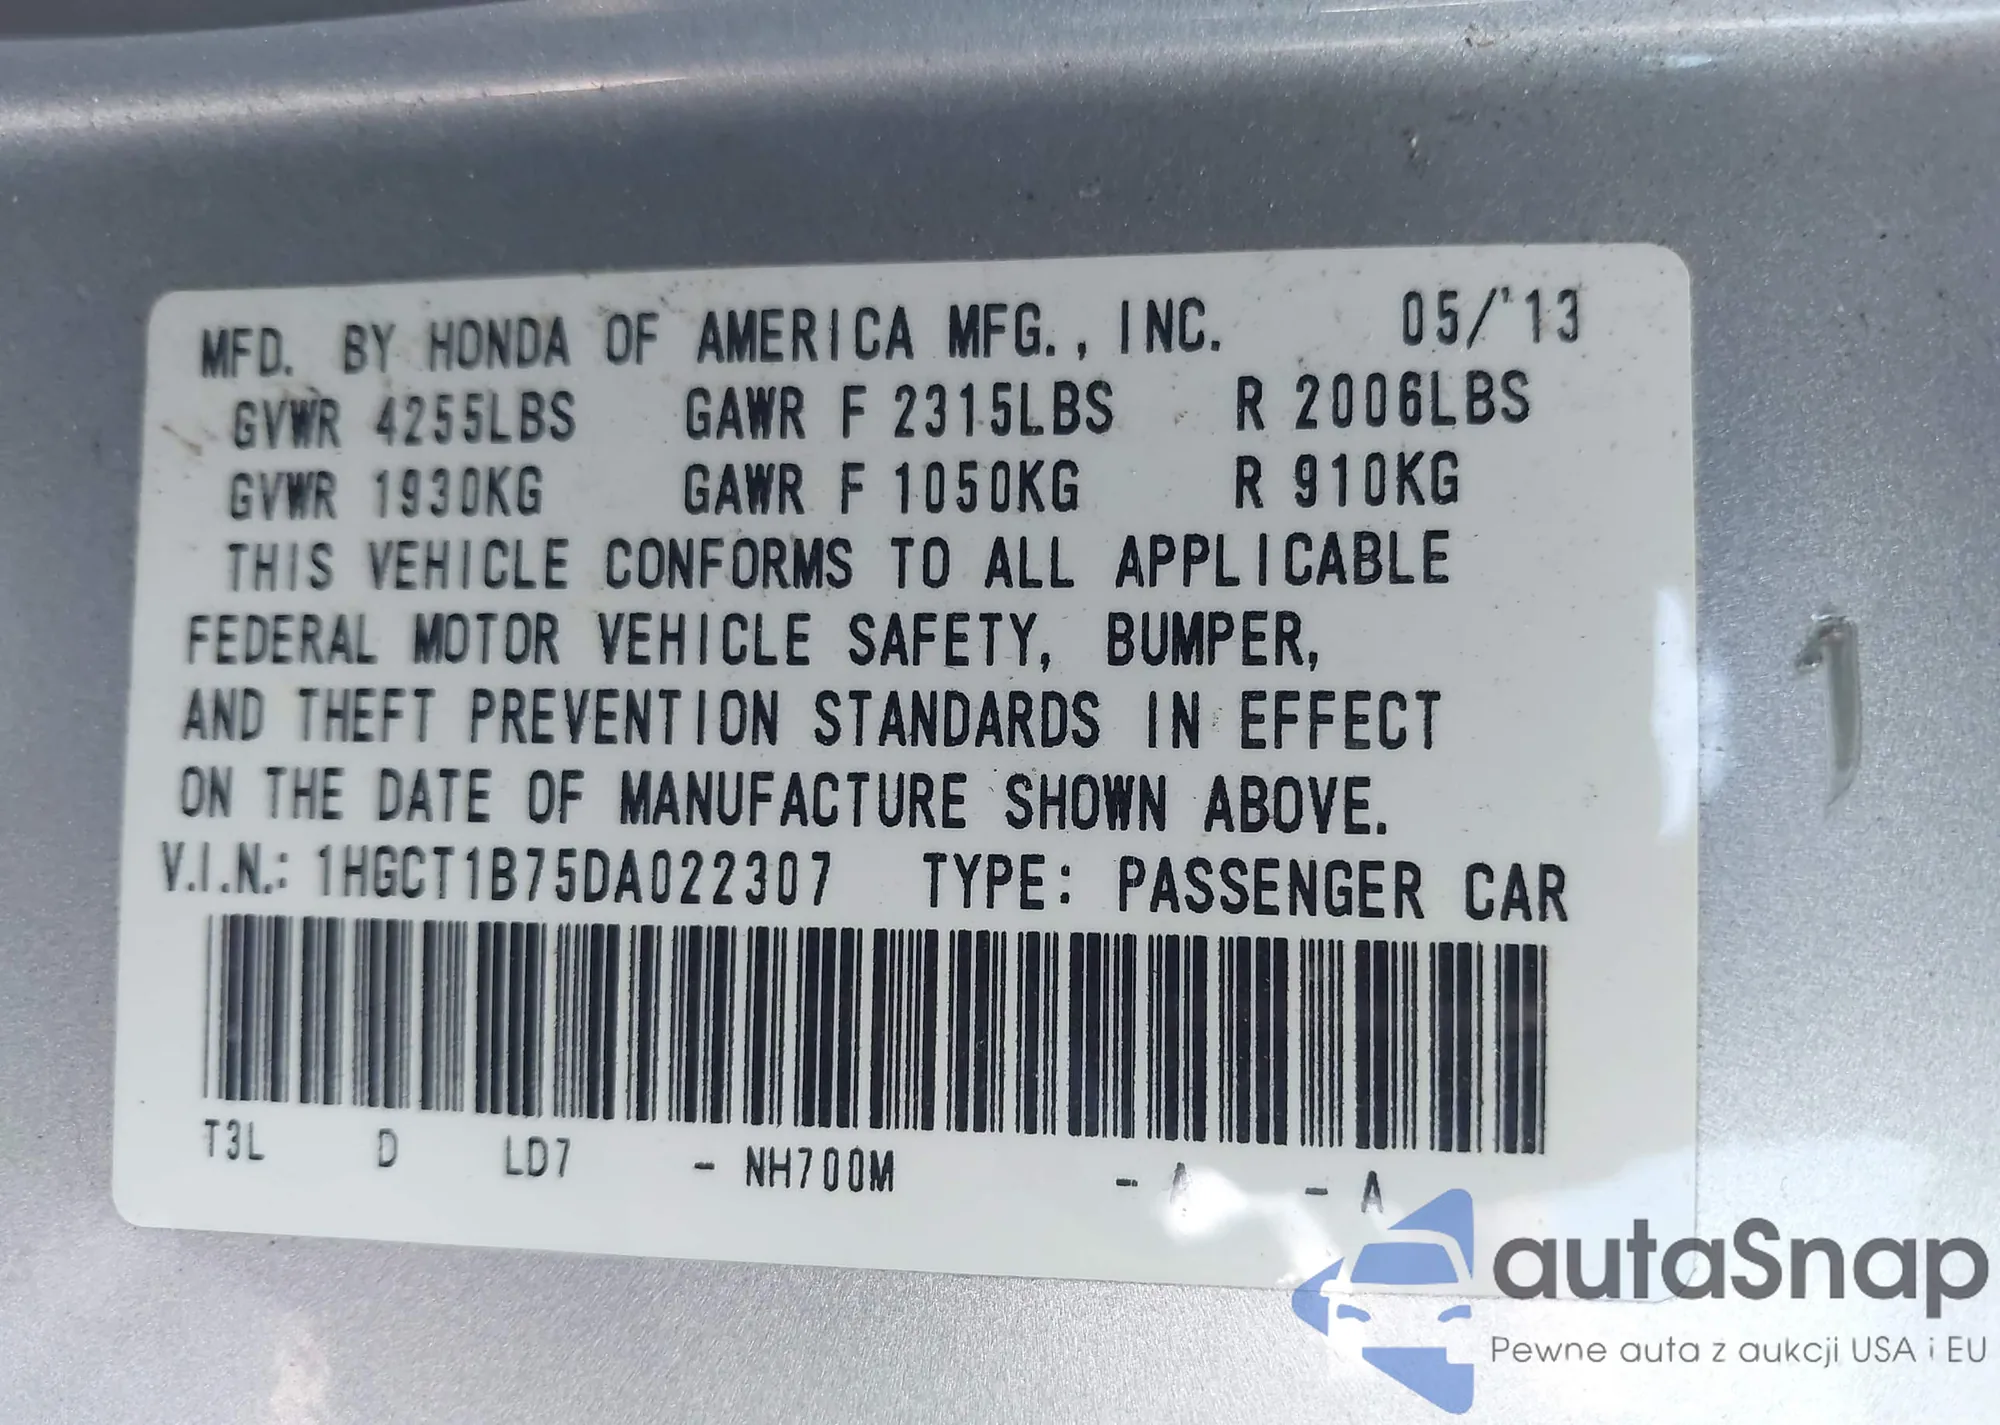 MFD. BY HONDA OF AMERICA MFG., INC. 05/'13
GVWR 4255LBS GAWR F 2315LBS R 2006LBS
GVWR 1930KG GAWR F 1050KG R 910KG
THIS VEHICLE CONFORMS TO ALL APPLICABLE
FEDERAL MOTOR VEHICLE SAFETY, BUMPER,
AND THEFT PREVENTION STANDARDS IN EFFECT
ON THE DATE OF MANUFACTURE SHOWN ABOVE.
V.I.N.: 1HGCT1B75DA022307 TYPE: PASSENGER CAR
T3L D LD7 - NH700M - A - A
autaSnap
Pewne auta z aukcji USA i EU